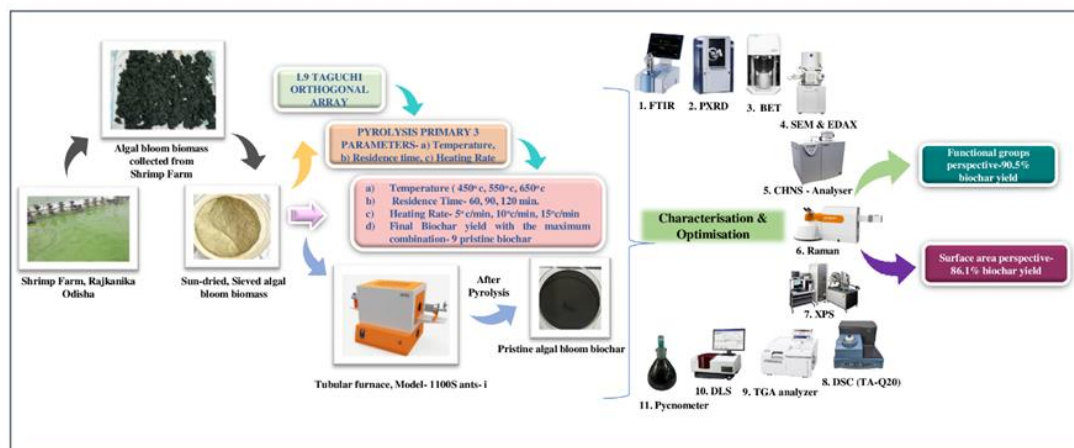 Algal bloom biomass
collected from
Shrimp Farm
Shrimp Farm, Rajkanika
Odisha
Sun-dried, Sieved algal
bloom biomass
L9 TAGUCHI
ORTHOGONAL
ARRAY
PYROLYSIS PRIMARY 3
PARAMETERS- a) Temperature,
b) Residence time, c) Heating Rate
a) Temperature ( 450°c, 550°c, 650°c
b) Residence Time- 60, 90, 120 min.
c) Heating Rate- 5°c/min, 10°c/min, 15°c/min
d) Final Biochar yield with the maximum
combination- 9 pristine biochar
After
Pyrolysis
Pristine algal bloom biochar
Tubular furnace, Model- 1100S ants- i
1. FTIR
2. PXRD
3. BET
4. SEM & EDAX
5. CHNS - Analyser
Characterisation &
Optimisation
6. Raman
7. XPS
8. DSC (TA-Q20)
9. TGA analyzer
10. DLS
11. Pycnometer
Functional groups
perspective-90.5%
biochar yield
Surface area perspective-
86.1% biochar yield